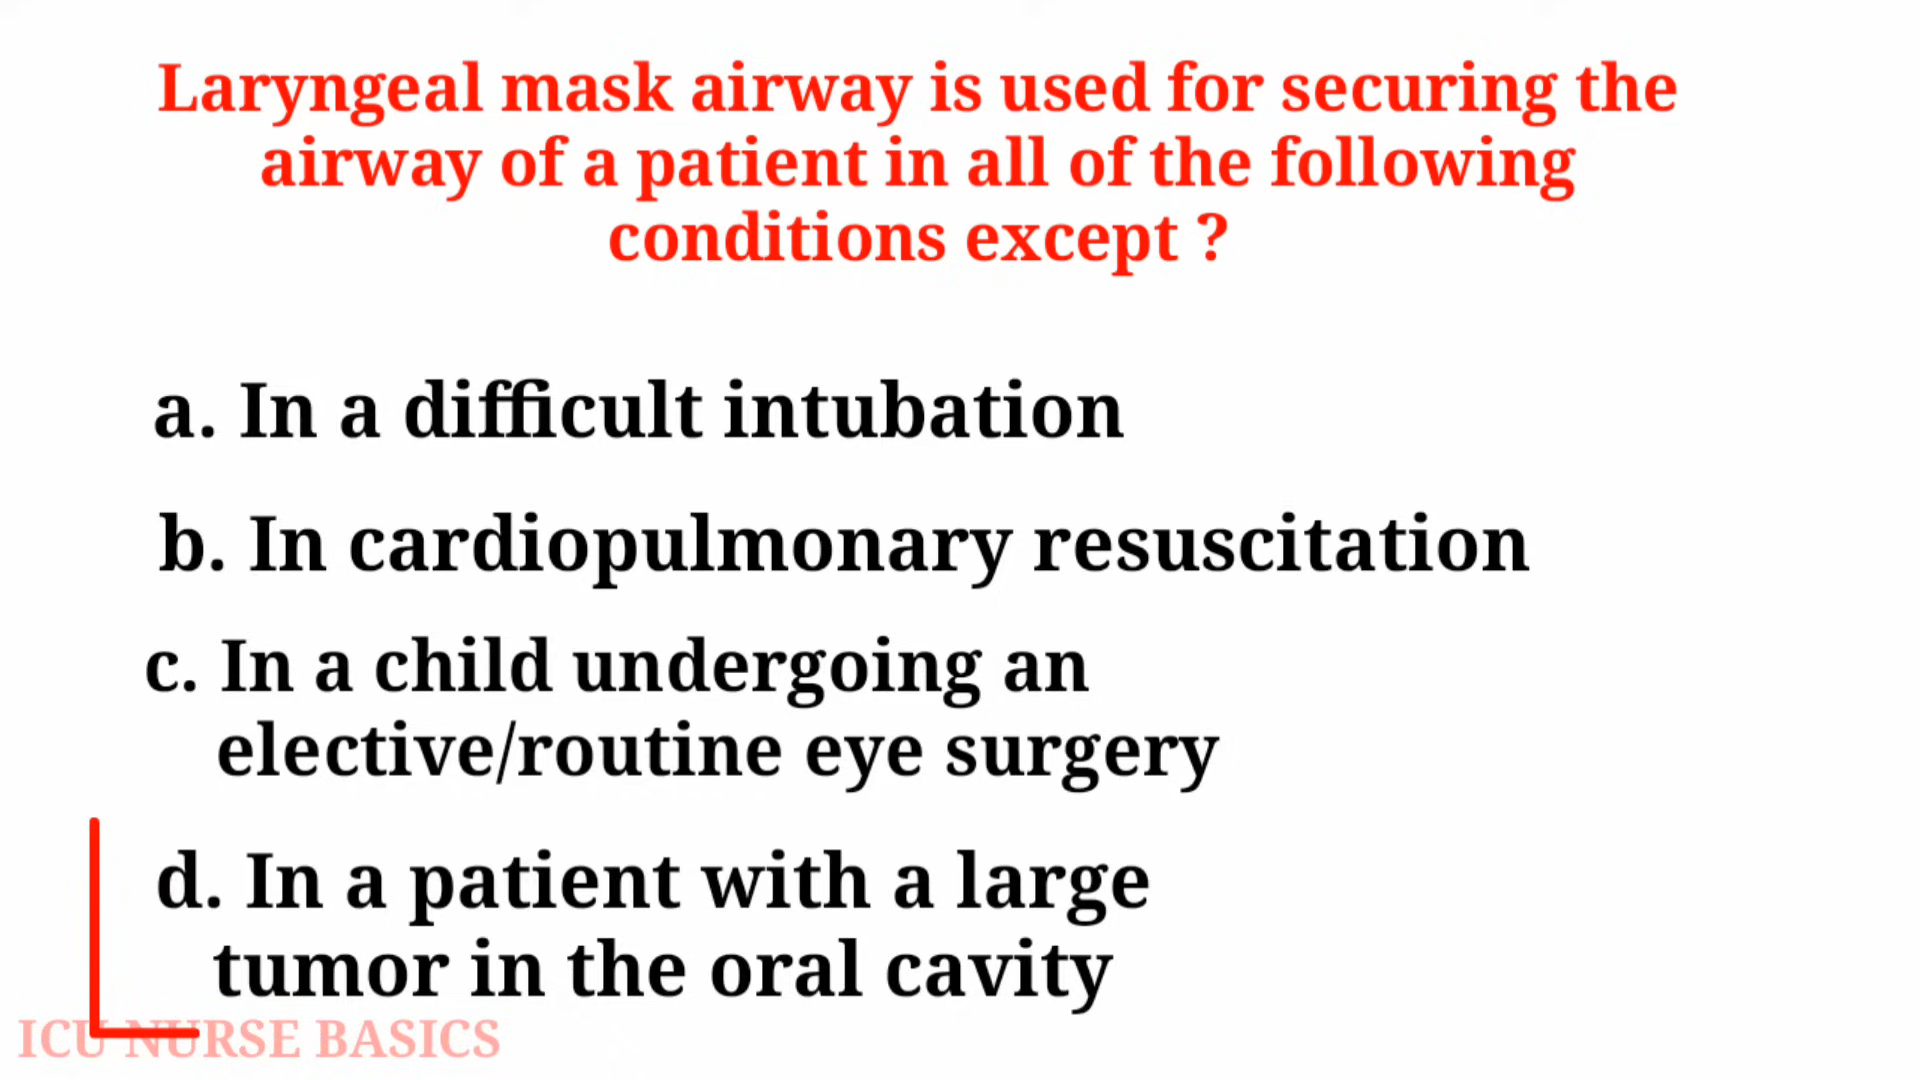 Laryngeal mask airway is used for securing the
airway of a patient in all of the following
conditions except ?
a. In a difficult intubation
b. In cardiopulmonary resuscitation
c. In a child undergoing an
elective/routine eye surgery
d. In a patient with a large
tumor in the oral cavity
ICU NURSE BASICS